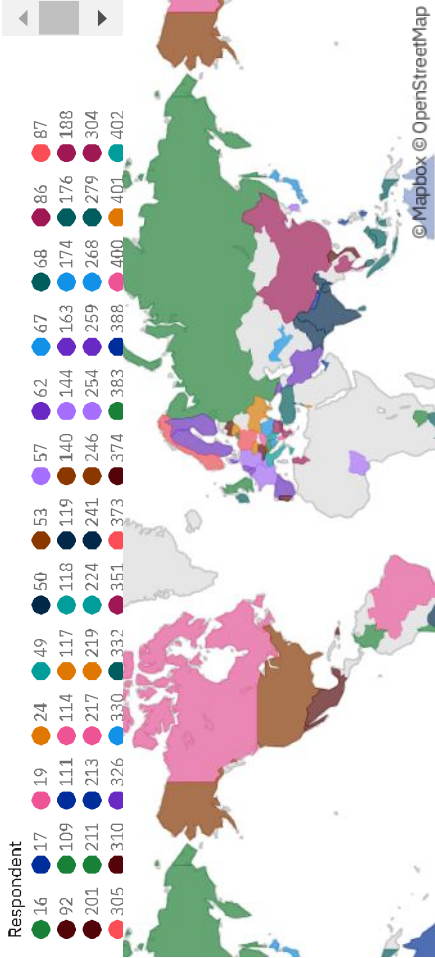 Respondent
16 17 19 24 49 50 53 57 62 67 68 86 87
92 109 111 114 117 118 119 140 144 163 174 176 188
201 211 213 217 219 224 241 246 254 259 268 279 304
305 310 326 330 332 351 373 374 383 388 400 401 402
© Mapbox © OpenStreetMap